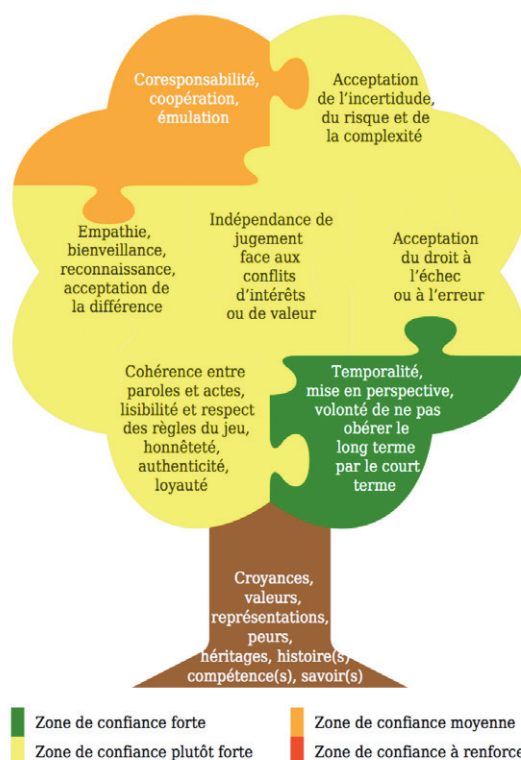 Coresponsabilité,
coopération,
émulation
Acceptation
de l’incertidude,
du risque et de
la complexité
Empathie,
bienveillance,
reconnaissance,
acceptation de
la différence
Indépendance de
jugement
face aux
conflits
d’intérêts
ou de valeur
Acceptation
du droit à
l’échec
ou à l’erreur
Cohérence entre
paroles et actes,
lisibilité et respect
des règles du jeu,
honnêteté,
authenticité,
loyauté
Temporalité,
mise en perspective,
volonté de ne pas
obérer le
long terme
par le court
terme
Croyances,
valeurs,
représentations,
peurs,
héritages, histoire(s)
compétence(s), savoir(s)
Zone de confiance forte
Zone de confiance moyenne
Zone de confiance plutôt forte
Zone de confiance à renforce